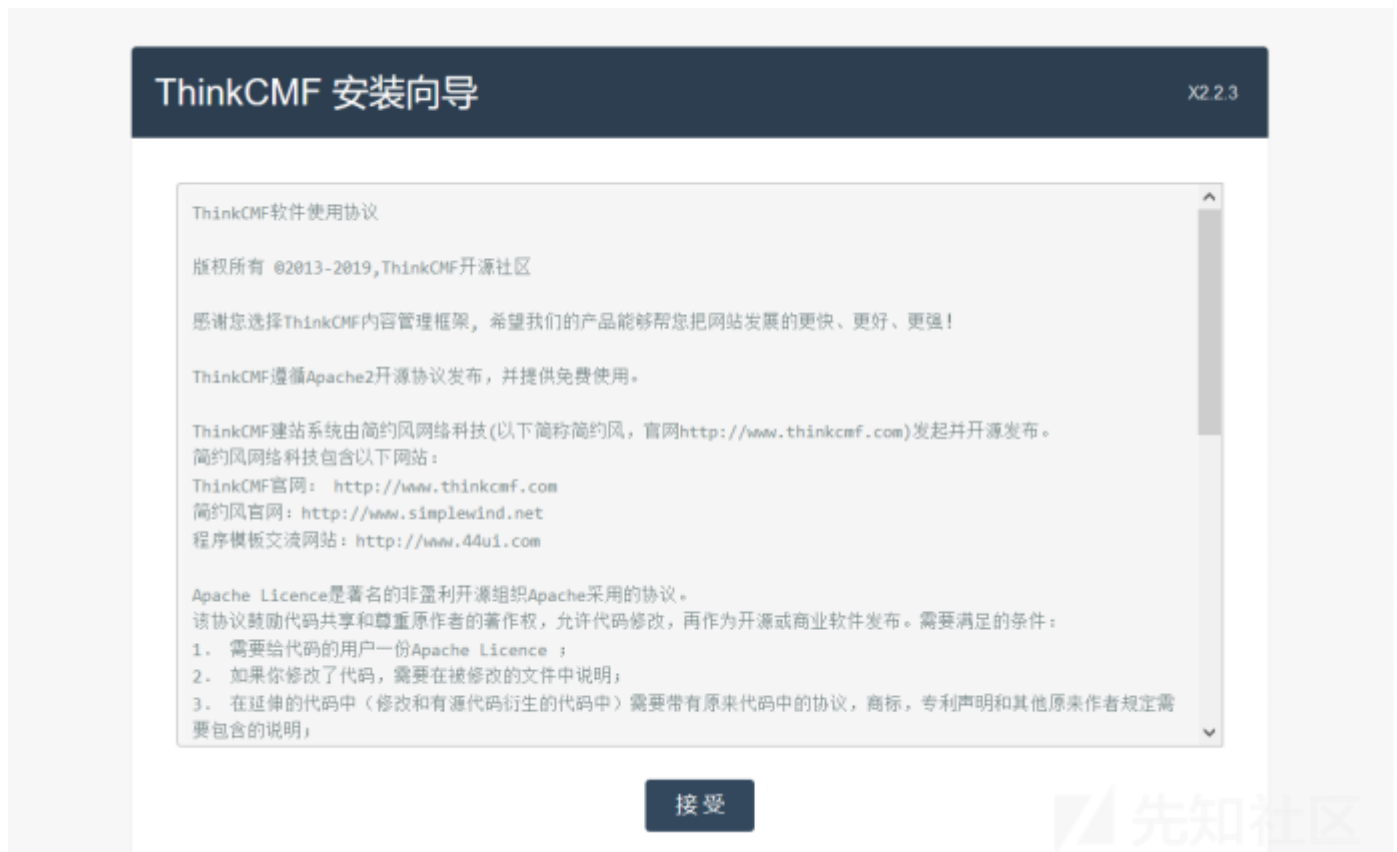 ThinkCMF 安装向导
X2.2.3
ThinkCMF软件使用协议
版权所有 ©2013-2019,ThinkCMF开源社区
感谢您选择ThinkCMF内容管理框架, 希望我们的产品能够帮您把网站发展的更快、更好、更强!
ThinkCMF遵循Apache2开源协议发布，并提供免费使用。
ThinkCMF建站系统由简约风网络科技(以下简称简约风，官网http://www.thinkcmf.com)发起并开源发布。
简约风网络科技包含以下网站：
ThinkCMF官网： http://www.thinkcmf.com
简约风官网：http://www.simplewind.net
程序模板交流网站：http://www.44ui.com
Apache Licence是著名的非盈利开源组织Apache采用的协议。
该协议鼓励代码共享和尊重原作者的著作权，允许代码修改，再作为开源或商业软件发布。需要满足的条件：
1． 需要给代码的用户一份Apache Licence ；
2． 如果你修改了代码，需要在被修改的文件中说明；
3． 在延伸的代码中（修改和有源代码衍生的代码中）需要带有原来代码中的协议，商标，专利声明和其他原来作者规定需
要包含的说明；
接 受
先知社区